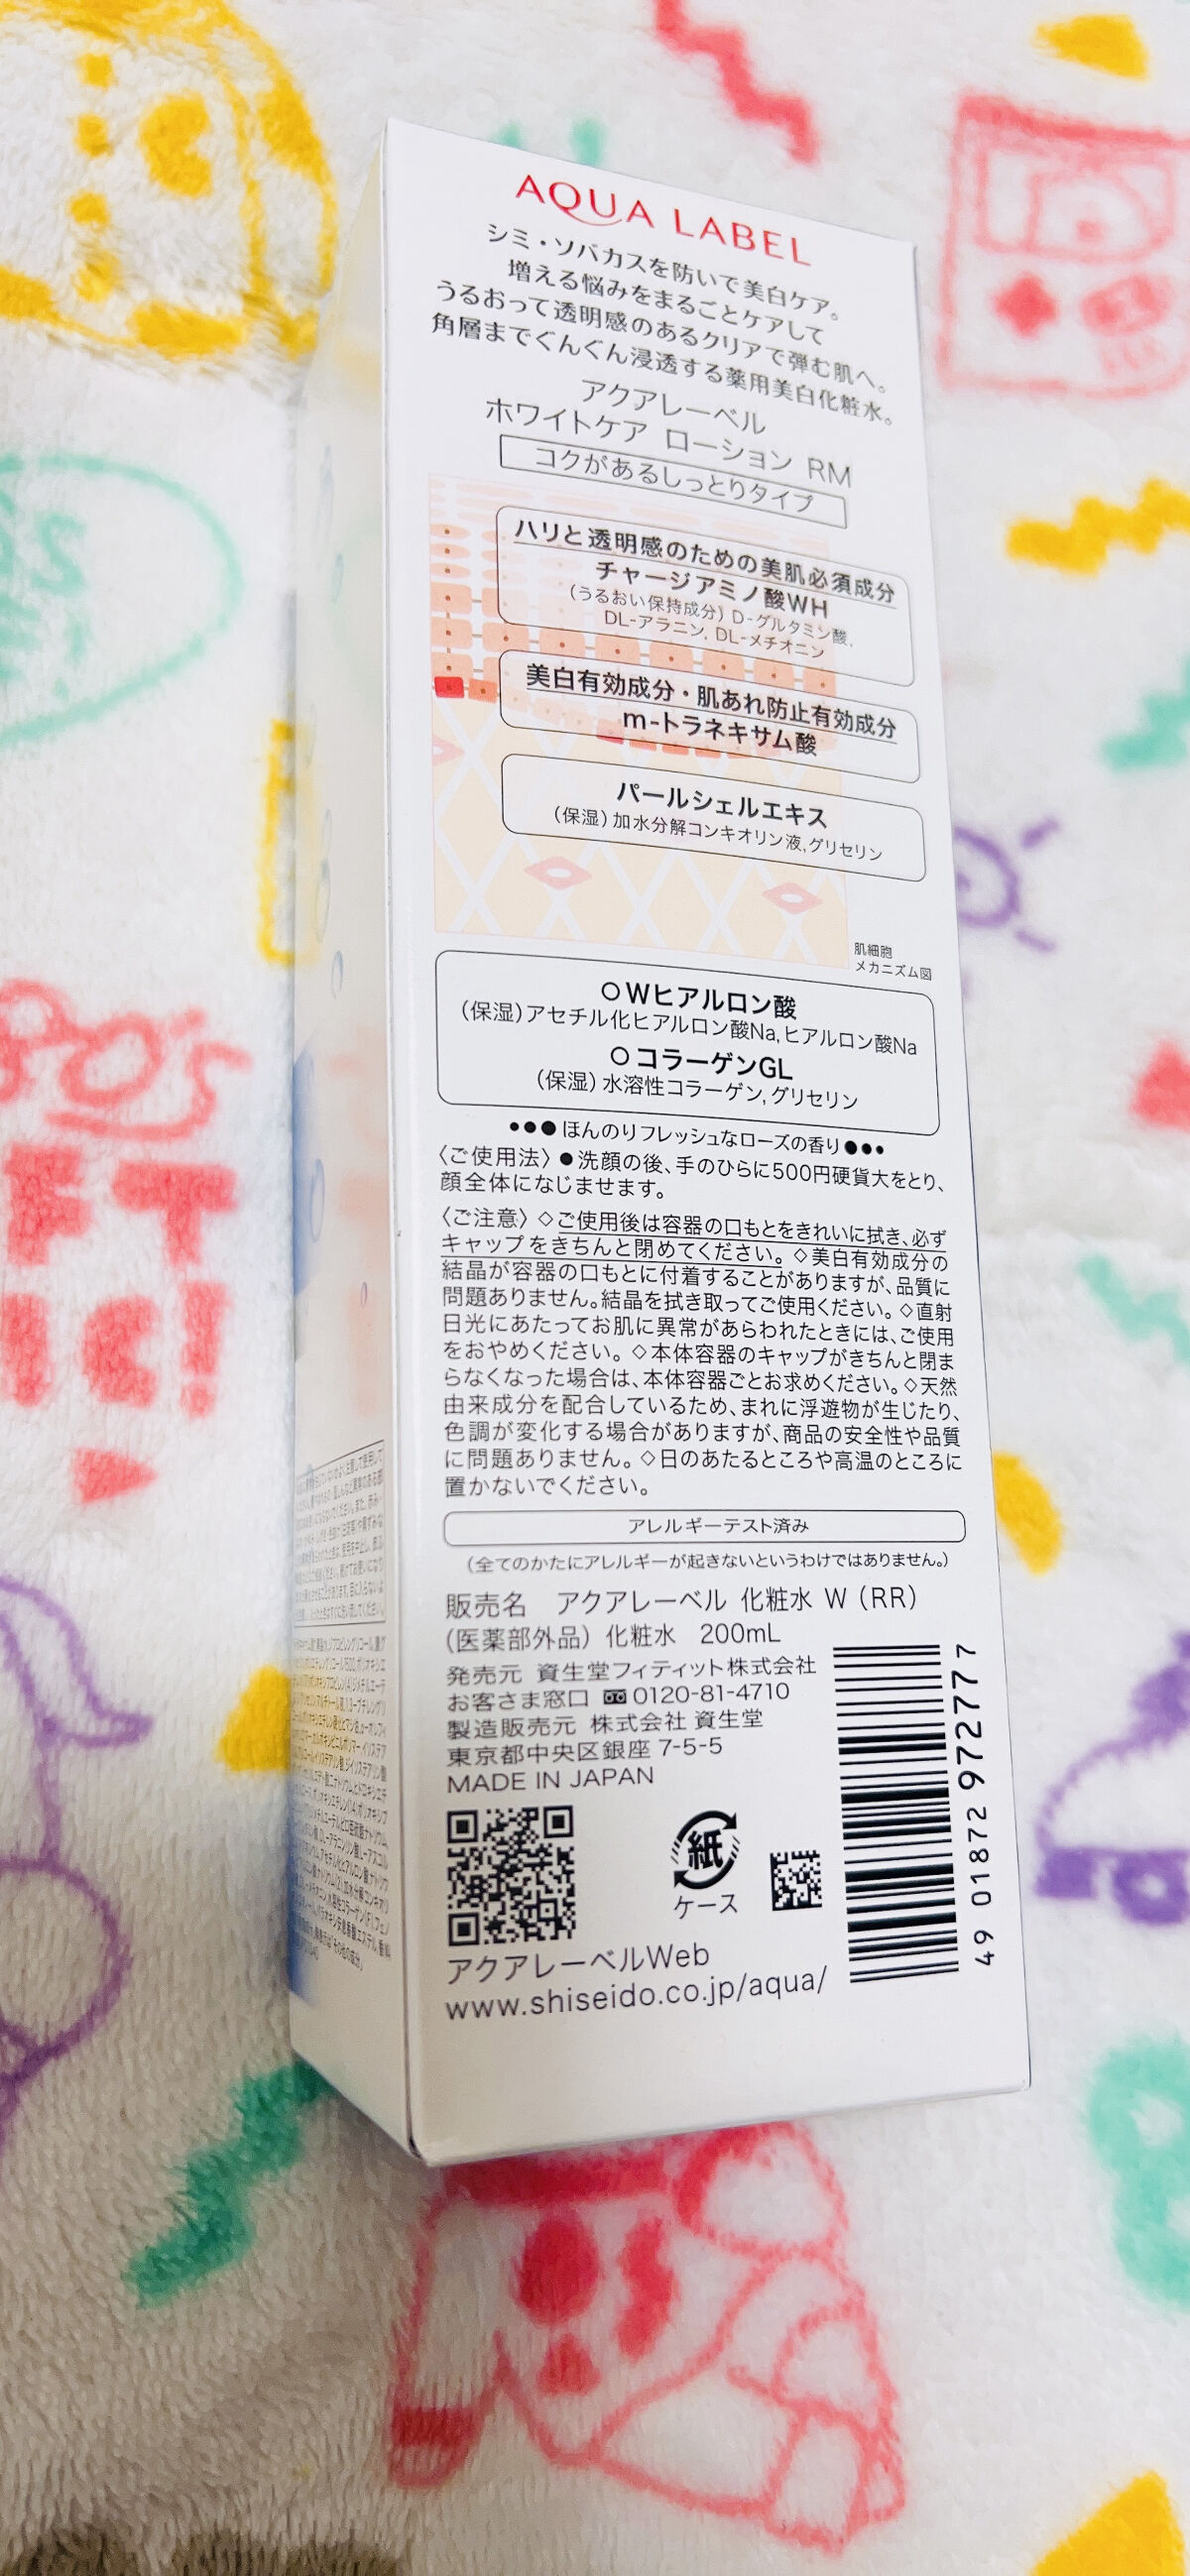 AQUA LABEL
シミ・ソバカスを防いで美白ケア。
増える悩みをまるごとケアして
うるおって透明感のあるクリアで弾む肌へ。
角層までぐんぐん浸透する薬用美白化粧水。
アクアレーベル
ホワイトケア ローション RM
コクがあるしっとりタイプ
ハリと透明感のための美肌必須成分
チャージアミノ酸WH
(うるおい保持成分) D-グルタミン酸,
DL-アラニン, DL-メチオニン
美白有効成分・肌あれ防止有効成分
m-トラネキサム酸
パールシェルエキス
(保湿) 加水分解コンキオリン液,グリセリン
肌細胞
メカニズム図
○Wヒアルロン酸
(保湿)アセチル化ヒアルロン酸Na,ヒアルロン酸Na
○コラーゲンGL
(保湿) 水溶性コラーゲン,グリセリン
●●●ほんのりフレッシュなローズの香り●●●
〈ご使用法〉●洗顔の後、手のひらに500円硬貨大をとり、
顔全体になじませます。
〈ご注意〉◇ご使用後は容器の口もとをきれいに拭き、必ず
キャップをきちんと閉めてください。◇美白有効成分の
結晶が容器の口もとに付着することがありますが、品質に
問題ありません。結晶を拭き取ってご使用ください。◇直射
日光にあたってお肌に異常があらわれたときには、ご使用
をおやめください。◇本体容器のキャップがきちんと閉ま
らなくなった場合は、本体容器ごとお求めください。◇天然
由来成分を配合しているため、まれに浮遊物が生じたり、
色調が変化する場合がありますが、商品の安全性や品質
に問題ありません。◇日のあたるところや高温のところに
置かないでください。
アレルギーテスト済み
(全てのかたにアレルギーが起きないというわけではありません。)
販売名 アクアレーベル 化粧水 W (RR)
(医薬部外品) 化粧水 200mL
発売元 資生堂フィティット株式会社
お客さま窓口 0120-81-4710
製造販売元 株式会社 資生堂
東京都中央区銀座 7-5-5
MADE IN JAPAN
紙
ケース
4901872 972777
アクアレーベルWeb
www.shiseido.co.jp/aqua/